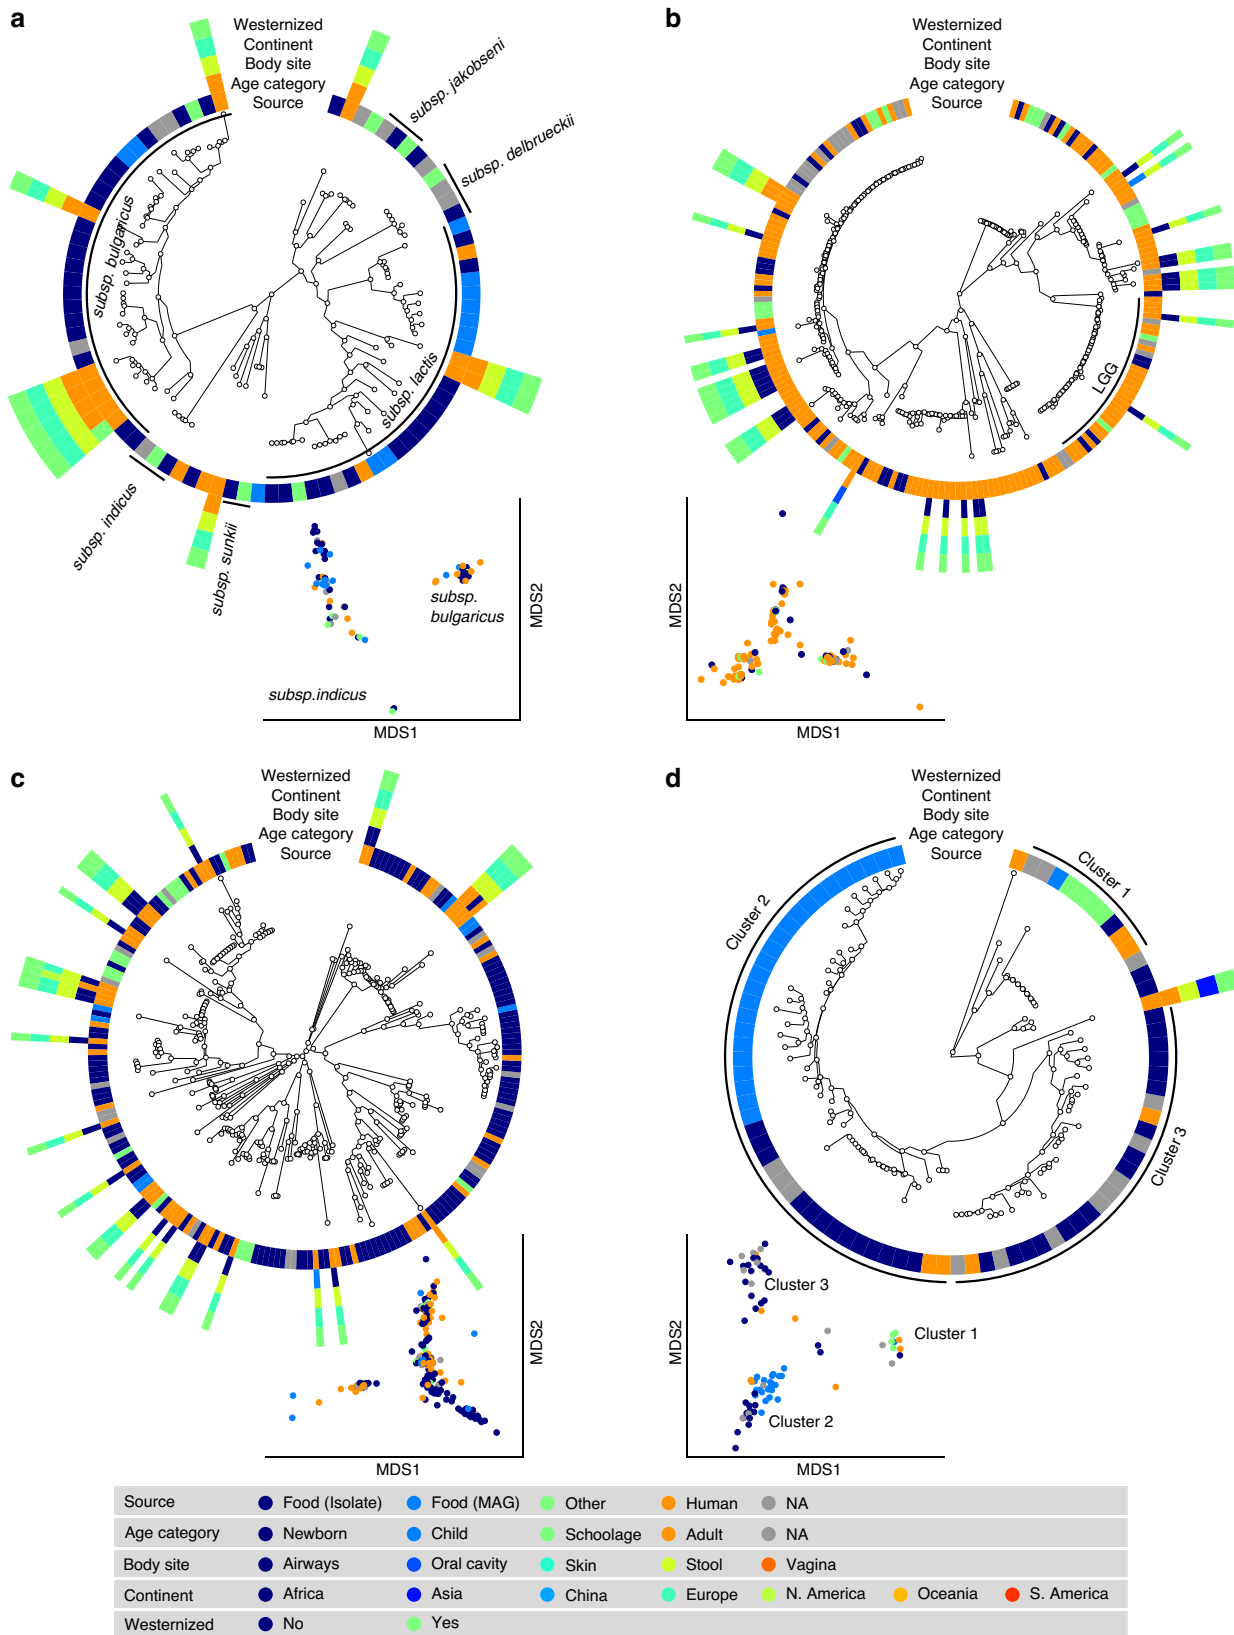 a
Westernized
Continent
Body site
Age category
Source
subsp. jakobseni
subsp. delbrueckii
subsp. bulgaricus
subsp. lactis
subsp. indicus
subsp. sunkii
subsp.
bulgaricus
subsp.indicus
MDS2
MDS1
b
Westernized
Continent
Body site
Age category
Source
LGG
MDS2
MDS1
c
Westernized
Continent
Body site
Age category
Source
MDS2
MDS1
d
Westernized
Continent
Body site
Age category
Source
Cluster 1
Cluster 2
Cluster 3
Cluster 3
Cluster 1
Cluster 2
MDS2
MDS1
Source Food (Isolate) Food (MAG) Other Human NA
Age category Newborn Child Schoolage Adult NA
Body site Airways Oral cavity Skin Stool Vagina
Continent Africa Asia China Europe N. America Oceania S. America
Westernized No Yes